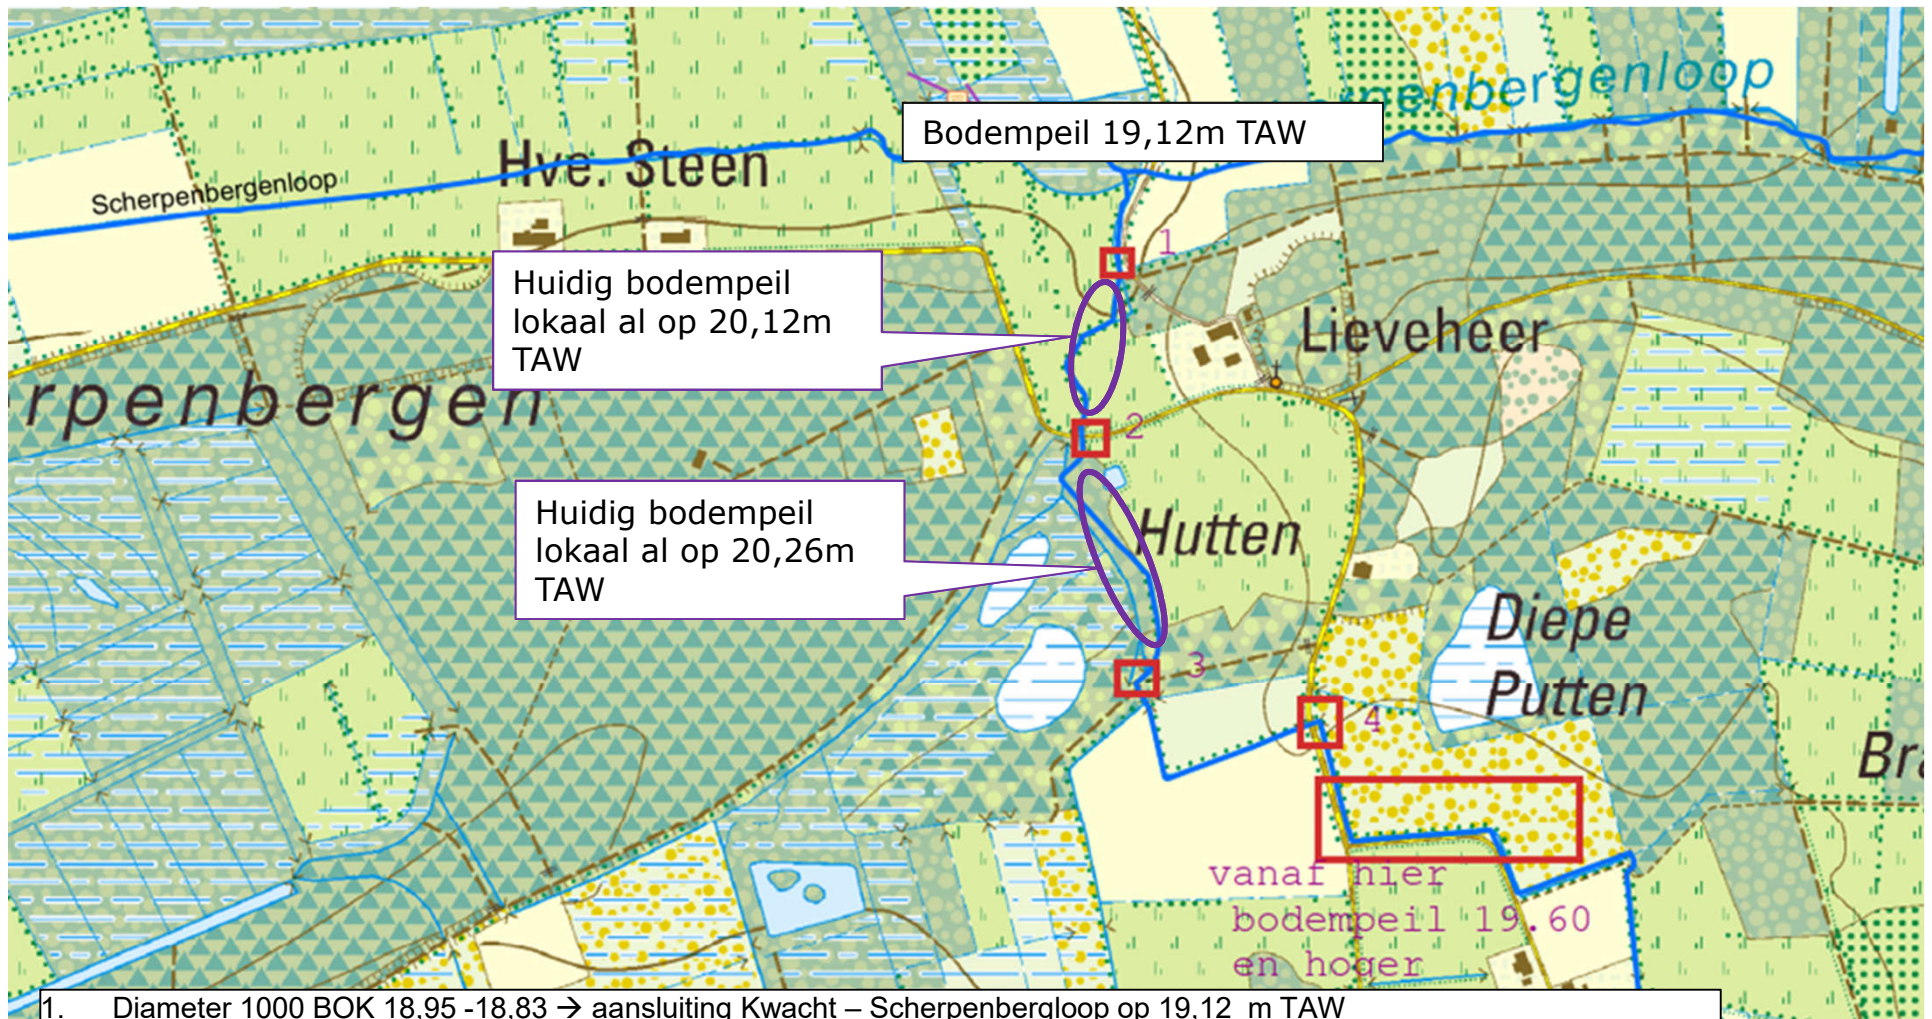 penbergenloop
Bodempeil 19,12m TAW
Hve. Steen
Scherpenbergenloop
1
Huidig bodempeil
lokaal al op 20,12m
TAW
Lieveheer
rpenbergen
2
Huidig bodempeil
lokaal al op 20,26m
TAW
Hutten
Diepe
Putten
3
4
Bra
vanaf hier
bodempeil 19.60
en hoger
1. Diameter 1000 BOK 18,95 -18,83 → aansluiting Kwacht – Scherpenbergloop op 19,12 m TAW